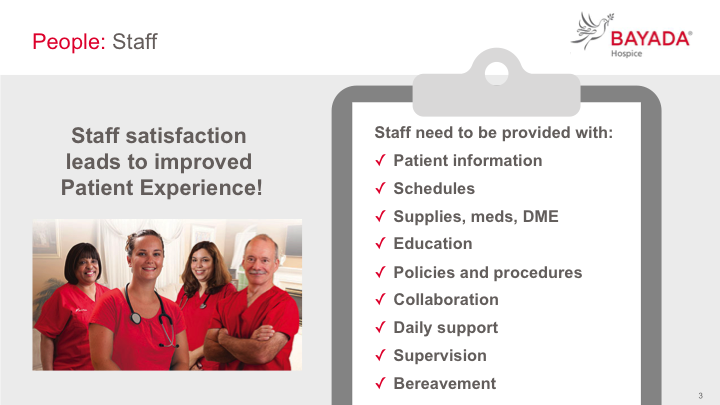 People: Staff
BAYADA®
Hospice
Staff satisfaction
leads to improved
Patient Experience!
Staff need to be provided with:
✓ Patient information
✓ Schedules
✓ Supplies, meds, DME
✓ Education
✓ Policies and procedures
✓ Collaboration
✓ Daily support
✓ Supervision
✓ Bereavement
3